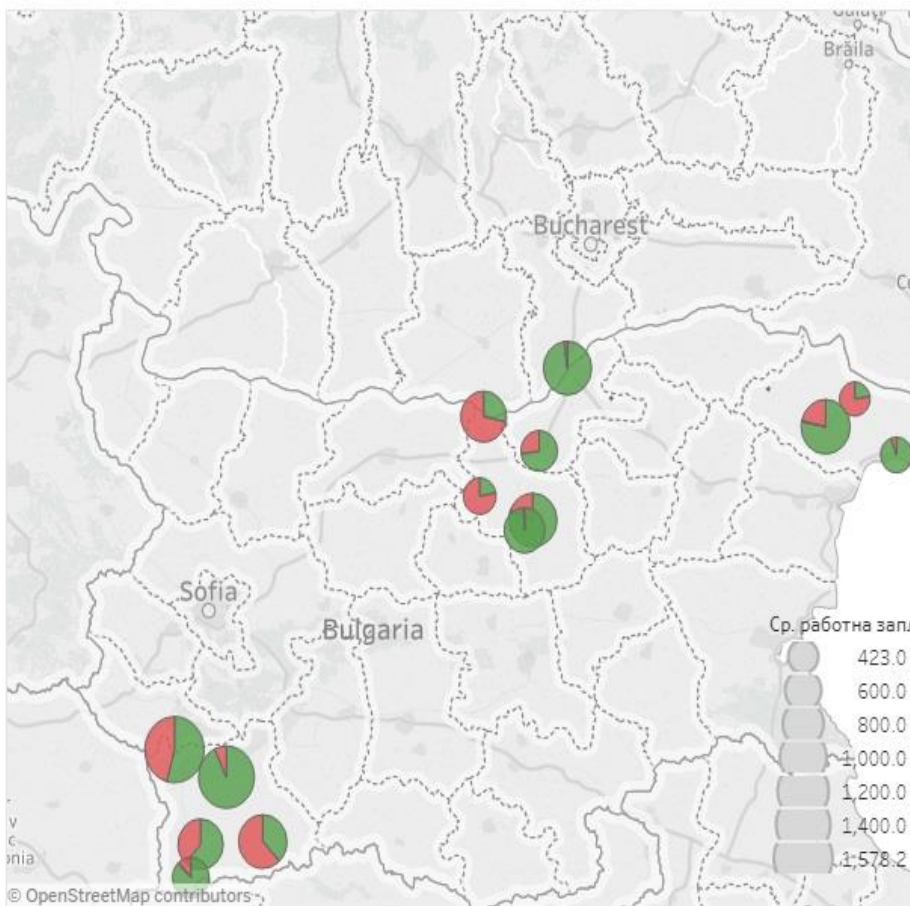 Brăila
Bucharest
Sofia
Bulgaria
Ср. работна
423.0
600.0
800.0
1,000.0
1,200.0
1,400.0
1,578.2
© OpenStreetMap contributors